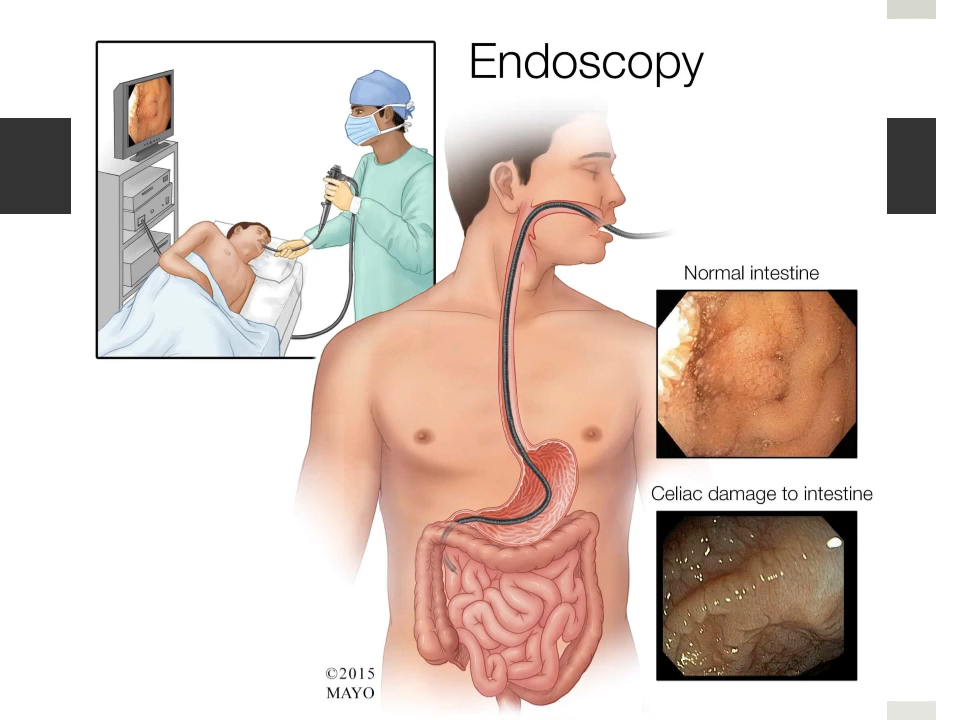 Endoscopy
Normal intestine
Celiac damage to intestine
©2015
MAYO